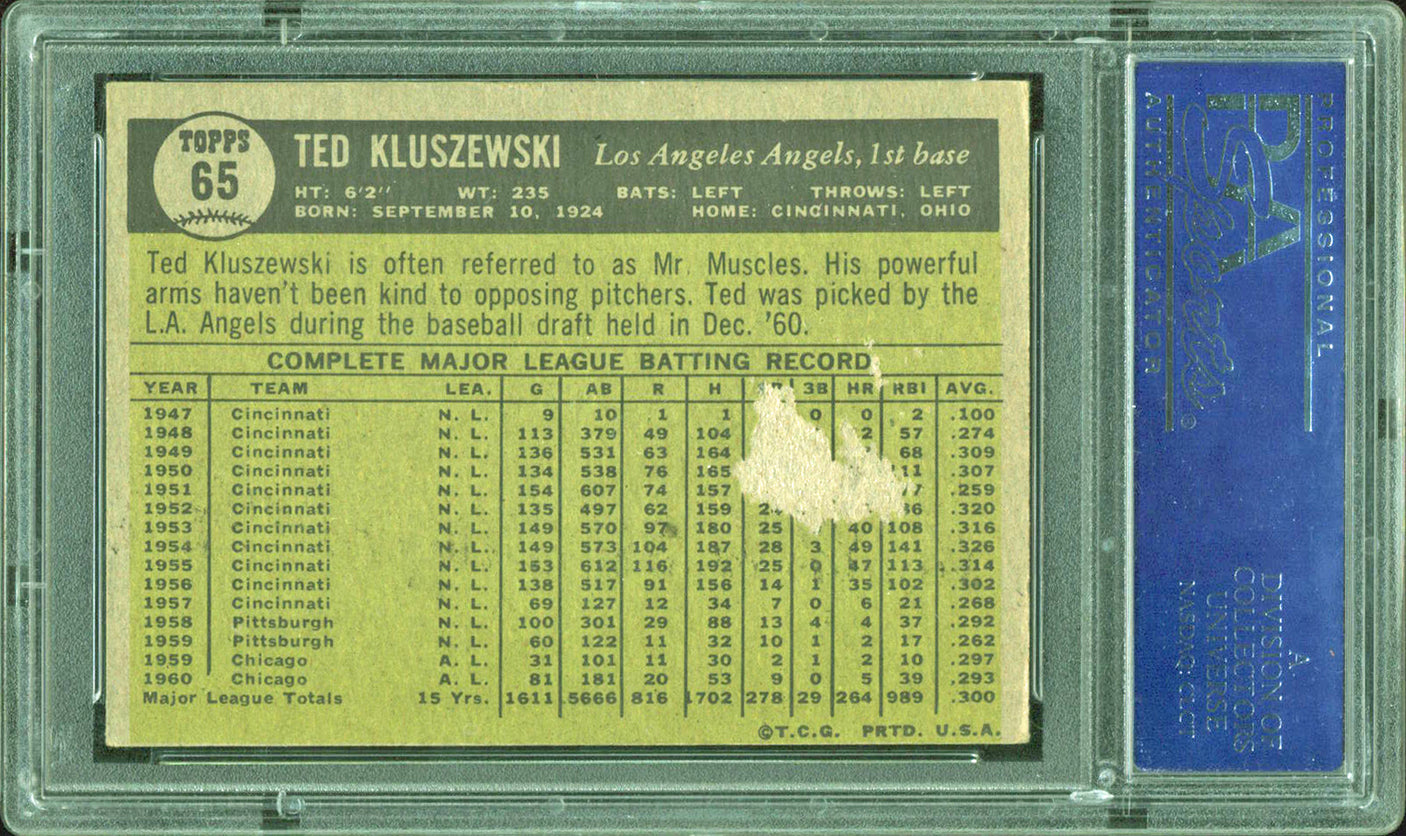 TOPPS
65
TED KLUSZEWSKI Los Angeles Angels, 1st base
HT: 6'2" WT: 235 BATS: LEFT THROWS: LEFT
BORN: SEPTEMBER 10, 1924 HOME: CINCINNATI, OHIO
Ted Kluszewski is often referred to as Mr. Muscles. His powerful
arms haven't been kind to opposing pitchers. Ted was picked by the
L.A. Angels during the baseball draft held in Dec. '60.
COMPLETE MAJOR LEAGUE BATTING RECORD
YEAR TEAM LEA. G AB R H 3B HR RBI AVG.
1947 Cincinnati N. L. 9 10 1 1 0 0 2 .100
1948 Cincinnati N. L. 113 379 49 104 57 .274
1949 Cincinnati N. L. 136 531 63 164 68 .309
1950 Cincinnati N. L. 134 538 76 165 .307
1951 Cincinnati N. L. 154 607 74 157 .259
1952 Cincinnati N. L. 135 497 62 159 .320
1953 Cincinnati N. L. 149 570 97 180 25 40 108 .316
1954 Cincinnati N. L. 149 573 104 187 28 3 49 141 .326
1955 Cincinnati N. L. 153 612 116 192 25 0 47 113 .314
1956 Cincinnati N. L. 138 517 91 156 14 1 35 102 .302
1957 Cincinnati N. L. 69 127 12 34 7 0 6 21 .268
1958 Pittsburgh N. L. 100 301 29 88 13 4 4 37 .292
1959 Pittsburgh N. L. 60 122 11 32 10 1 2 17 .262
1959 Chicago A. L. 31 101 11 30 2 1 2 10 .297
1960 Chicago A. L. 81 181 20 53 9 0 5 39 .293
Major League Totals 15 Yrs. 1611 5666 816 1702 278 29 264 989 .300
©T.C.G. PRTD. U.S.A.
PROFESSIONAL
PSA
AUTHENTICATOR
A
DIVISION OF
COLLECTORS
UNIVERSE
NASDAQ: CLCT